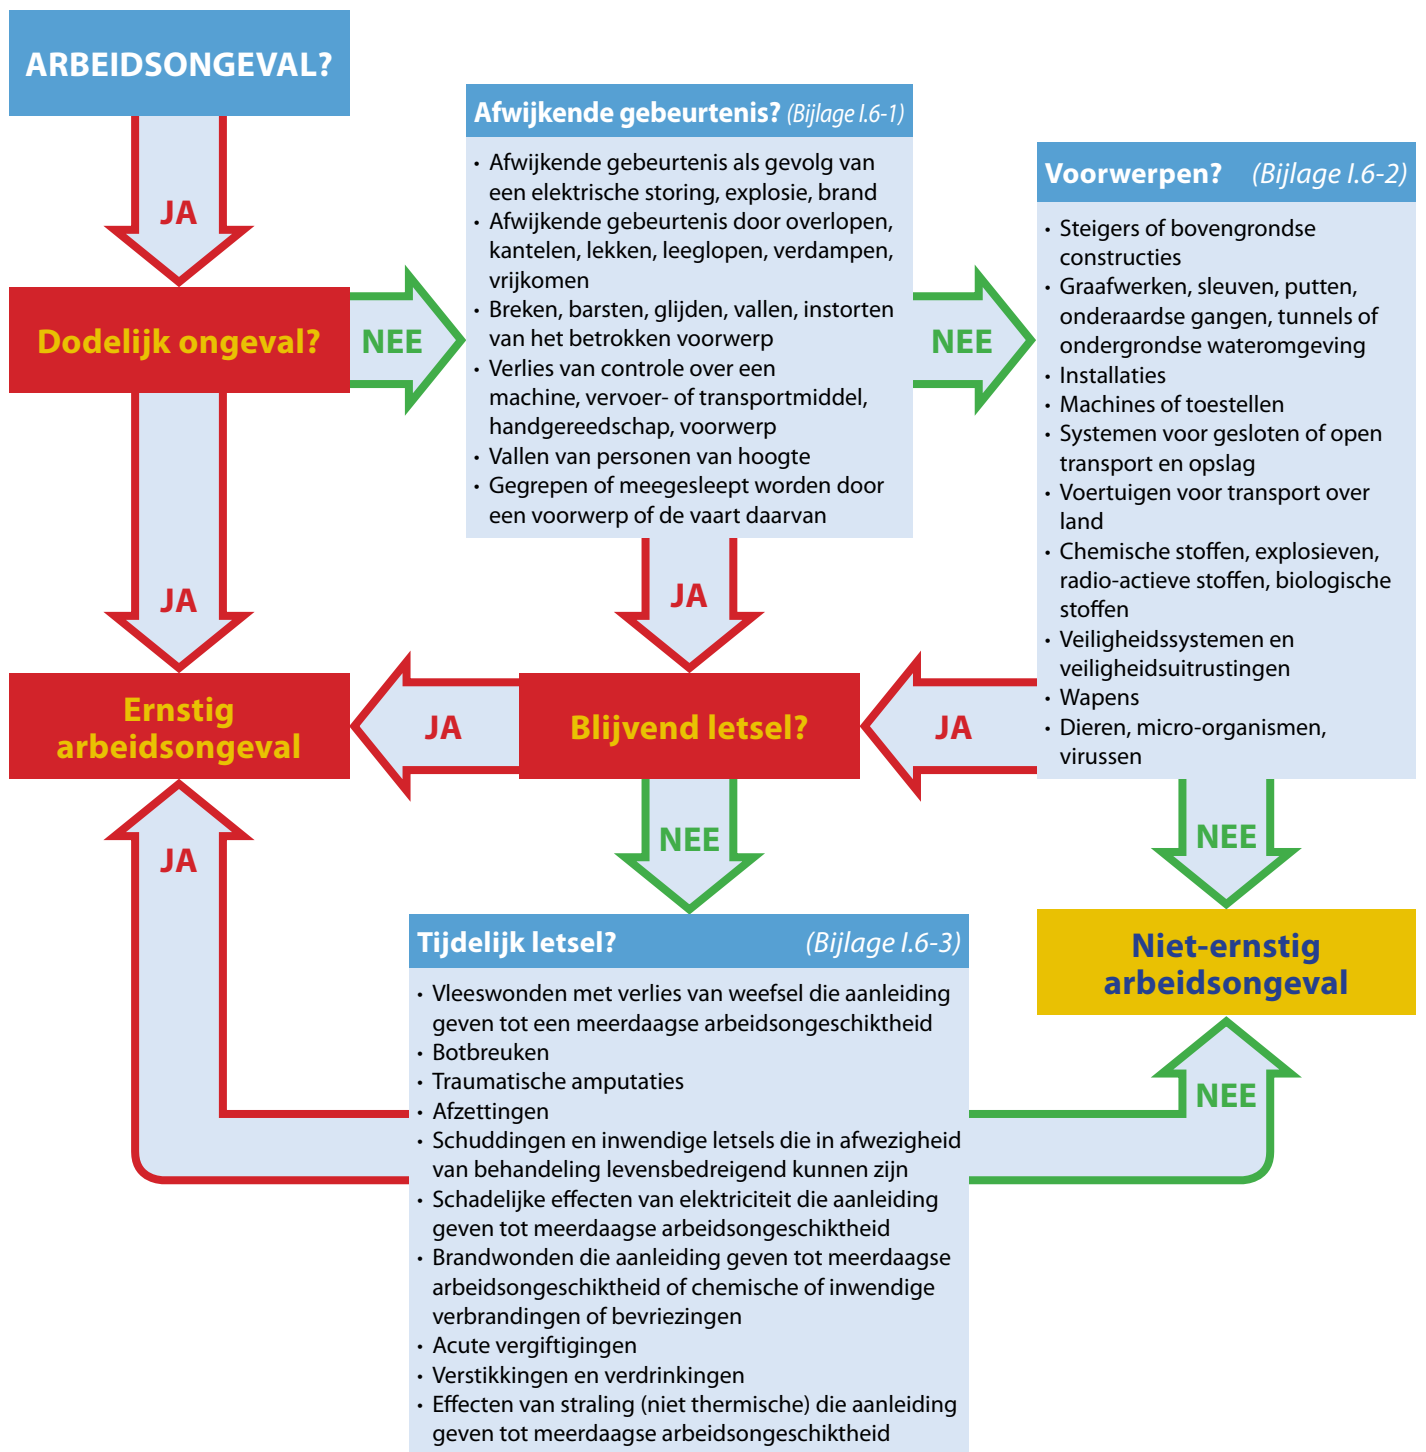 ARBEIDSONGEVAL?
JA
Dodelijk ongeval?
NEE
Afwijkende gebeurtenis? (Bijlage I.6-1)
• Afwijkende gebeurtenis als gevolg van
een elektrische storing, explosie, brand
• Afwijkende gebeurtenis door overlopen,
kantelen, lekken, leeglopen, verdampen,
vrijkomen
• Breken, barsten, glijden, vallen, instorten
van het betrokken voorwerp
• Verlies van controle over een
machine, vervoer- of transportmiddel,
handgereedschap, voorwerp
• Vallen van personen van hoogte
• Gegrepen of meegesleept worden door
een voorwerp of de vaart daarvan
NEE
Voorwerpen? (Bijlage I.6-2)
• Steigers of bovengrondse
constructies
• Graafwerken, sleuven, putten,
onderaardse gangen, tunnels of
ondergrondse wateromgeving
• Installaties
• Machines of toestellen
• Systemen voor gesloten of open
transport en opslag
• Voertuigen voor transport over
land
• Chemische stoffen, explosieven,
radio-actieve stoffen, biologische
stoffen
• Veiligheidssystemen en
veiligheidsuitrustingen
• Wapens
• Dieren, micro-organismen,
virussen
JA
JA
Ernstig
arbeidsongeval
JA
Blijvend letsel?
JA
JA
NEE
NEE
Tijdelijk letsel? (Bijlage I.6-3)
• Vleeswonden met verlies van weefsel die aanleiding
geven tot een meerdaagse arbeidsongeschiktheid
• Botbreuken
• Traumatische amputaties
• Afzettingen
• Schuddingen en inwendige letsels die in afwezigheid
van behandeling levensbedreigend kunnen zijn
• Schadelijke effecten van elektriciteit die aanleiding
geven tot meerdaagse arbeidsongeschiktheid
• Brandwonden die aanleiding geven tot meerdaagse
arbeidsongeschiktheid of chemische of inwendige
verbrandingen of bevriezingen
• Acute vergiftigingen
• Verstikkingen en verdrinkingen
• Effecten van straling (niet thermische) die aanleiding
geven tot meerdaagse arbeidsongeschiktheid
Niet-ernstig
arbeidsongeval
NEE